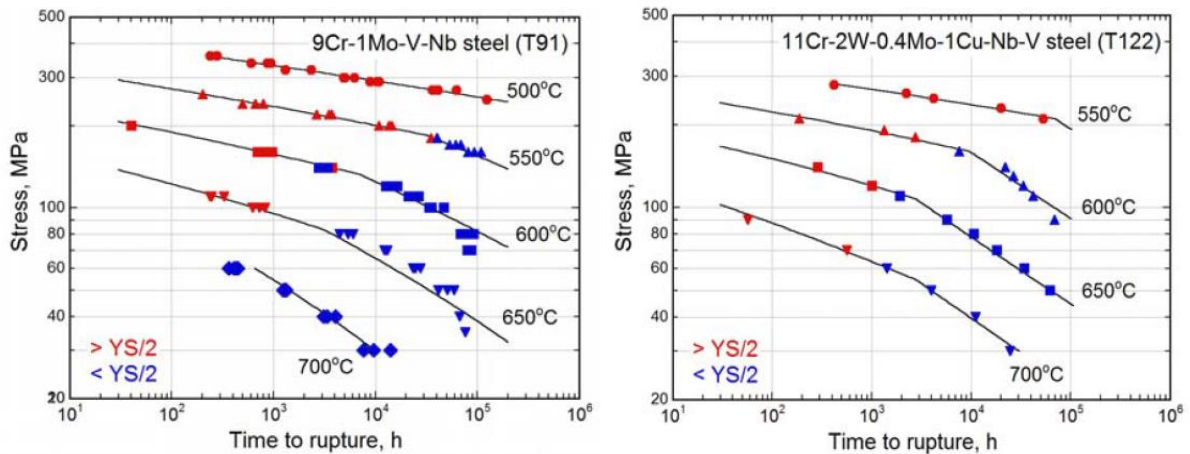 500
300
100
80
60
40
20
10¹ 10² 10³ 10⁴ 10⁵ 10⁶
Stress, MPa
Time to rupture, h
9Cr-1Mo-V-Nb steel (T91)
500°C
550°C
600°C
650°C
700°C
> YS/2
< YS/2
500
300
100
80
60
40
20
10¹ 10² 10³ 10⁴ 10⁵ 10⁶
Stress, MPa
Time to rupture, h
11Cr-2W-0.4Mo-1Cu-Nb-V steel (T122)
550°C
600°C
650°C
700°C
> YS/2
< YS/2